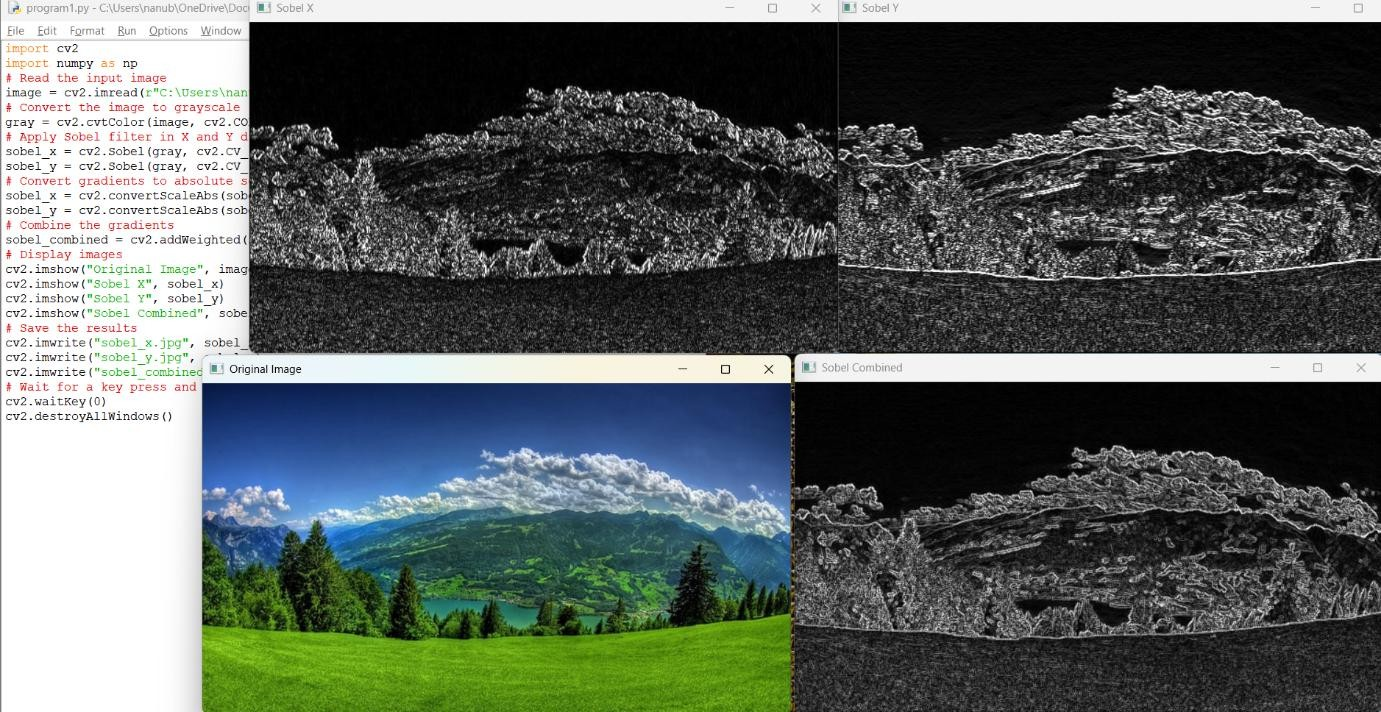 program1.py - C:\Users\nanub\OneDrive\Doc
File Edit Format Run Options Window
import cv2
import numpy as np
# Read the input image
image = cv2.imread(r"C:\Users\nan
# Convert the image to grayscale
gray = cv2.cvtColor(image, cv2.CO
# Apply Sobel filter in X and Y d
sobel_x = cv2.Sobel(gray, cv2.CV_
sobel_y = cv2.Sobel(gray, cv2.CV_
# Convert gradients to absolute s
sobel_x = cv2.convertScaleAbs(sob
sobel_y = cv2.convertScaleAbs(sob
# Combine the gradients
sobel_combined = cv2.addWeighted(
# Display images
cv2.imshow("Original Image", imag
cv2.imshow("Sobel X", sobel_x)
cv2.imshow("Sobel Y", sobel_y)
cv2.imshow("Sobel Combined", sobe
# Save the results
cv2.imwrite("sobel_x.jpg", sobel_
cv2.imwrite("sobel_y.jpg",
cv2.imwrite("sobel_combined
# Wait for a key press and
cv2.waitKey(0)
cv2.destroyAllWindows()
Sobel X
Sobel Y
Original Image
Sobel Combined